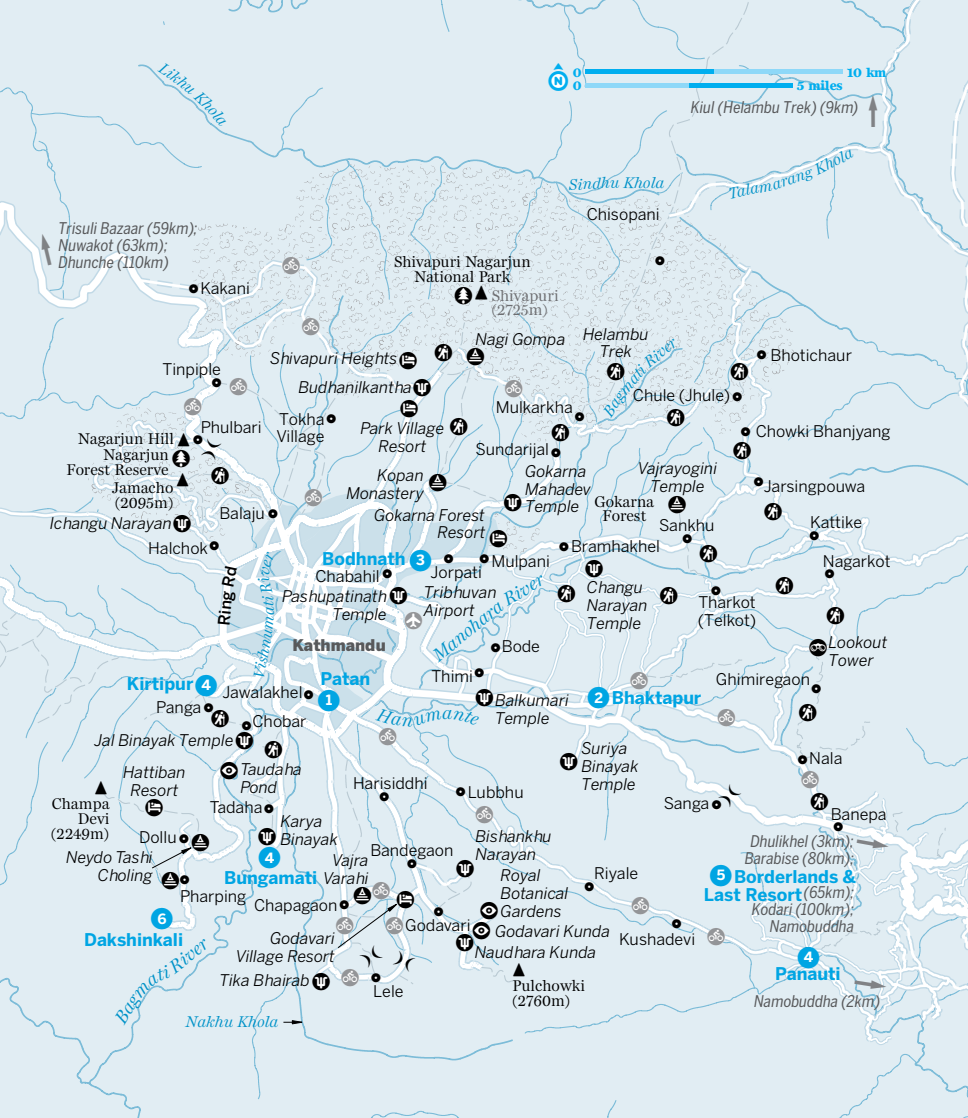 Likhu Khola
0
10 km
N
0
5 miles
Kiul (Helambu Trek) (9km)
Sindhu Khola
Talamarang Khola
Chisopani
Trisuli Bazaar (59km);
Nuwakot (63km);
Dhunche (110km)
Kakani
Shivapuri Nagarjun
National Park
Shivapuri
(2725m)
Nagi Gompa
Helambu
Trek
Bagmati River
Shivapuri Heights
Bhotichaur
Tinpiple
Budhanilkantha
Chule (Jhule)
Mulkarkha
Tokha
Village
Park Village
Resort
Phulbari
Chowki Bhanjyang
Nagarjun Hill
Nagarjun
Forest Reserve
Sundarijal
Jamacho
(2095m)
Kopan
Monastery
Gokarna
Mahadev
Temple
Vajrayogini
Temple
Jarsingpouwa
Gokarna
Forest
Ichangu Narayan
Balaju
Gokarna Forest
Resort
Sankhu
Kattike
Halchok
Bramhakhel
Bodhnath
3
Jorpati
Mulpani
Nagarkot
Chabahil
Ring Rd
Vishnumati River
Pashupatinath
Temple
Tribhuvan
Airport
Manohara River
Changu
Narayan
Temple
Tharkot
(Telkot)
Kathmandu
Bode
Lookout
Tower
Thimi
Ghimiregaon
Kirtipur
4
Patan
1
Jawalakhel
Balkumari
Temple
2
Bhaktapur
Panga
Chobar
Hanumante
Jal Binayak Temple
Suriya
Binayak
Temple
Nala
Hattiban
Resort
Taudaha
Pond
Harisiddhi
Lubbhu
Sanga
Champa
Devi
(2249m)
Tadaha
Banepa
Karya
Binayak
Bishankhu
Narayan
Dollu
Dhulikhel (3km);
Barabise (80km);
Neydo Tashi
Choling
4
Bungamati
Vajra
Varahi
Bandegaon
Royal
Botanical
Gardens
Riyale
5
Borderlands &
Last Resort (65km);
Kodari (100km);
Namobuddha
Pharping
Chapagaon
Godavari
Godavari Kunda
6
Dakshinkali
Godavari
Village Resort
Kushadevi
Naudhara Kunda
4
Panauti
Bagmati River
Tika Bhairab
Lele
Pulchowki
(2760m)
Namobuddha (2km)
Nakhu Khola